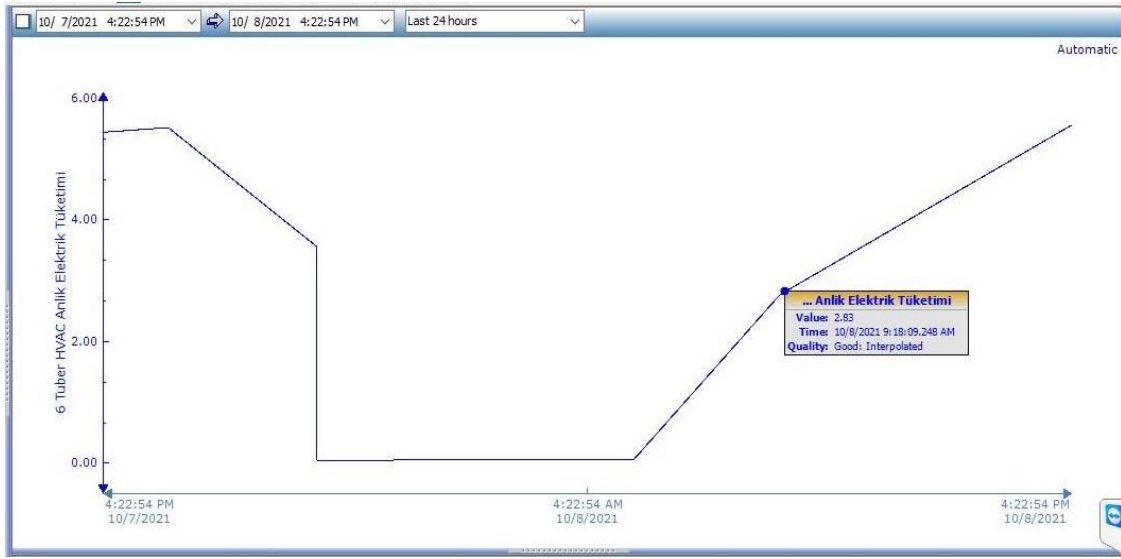 10/ 7/2021 4:22:54 PM
10/ 8/2021 4:22:54 PM
Last 24 hours
Automatic
6 Tuber HVAC Anlik Elektrik Tüketimi
6.00
4.00
2.00
0.00
... Anlik Elektrik Tüketimi
Value: 2.83
Time: 10/8/2021 9:18:09.248 AM
Quality: Good: Interpolated
4:22:54 PM
10/7/2021
4:22:54 AM
10/8/2021
4:22:54 PM
10/8/2021